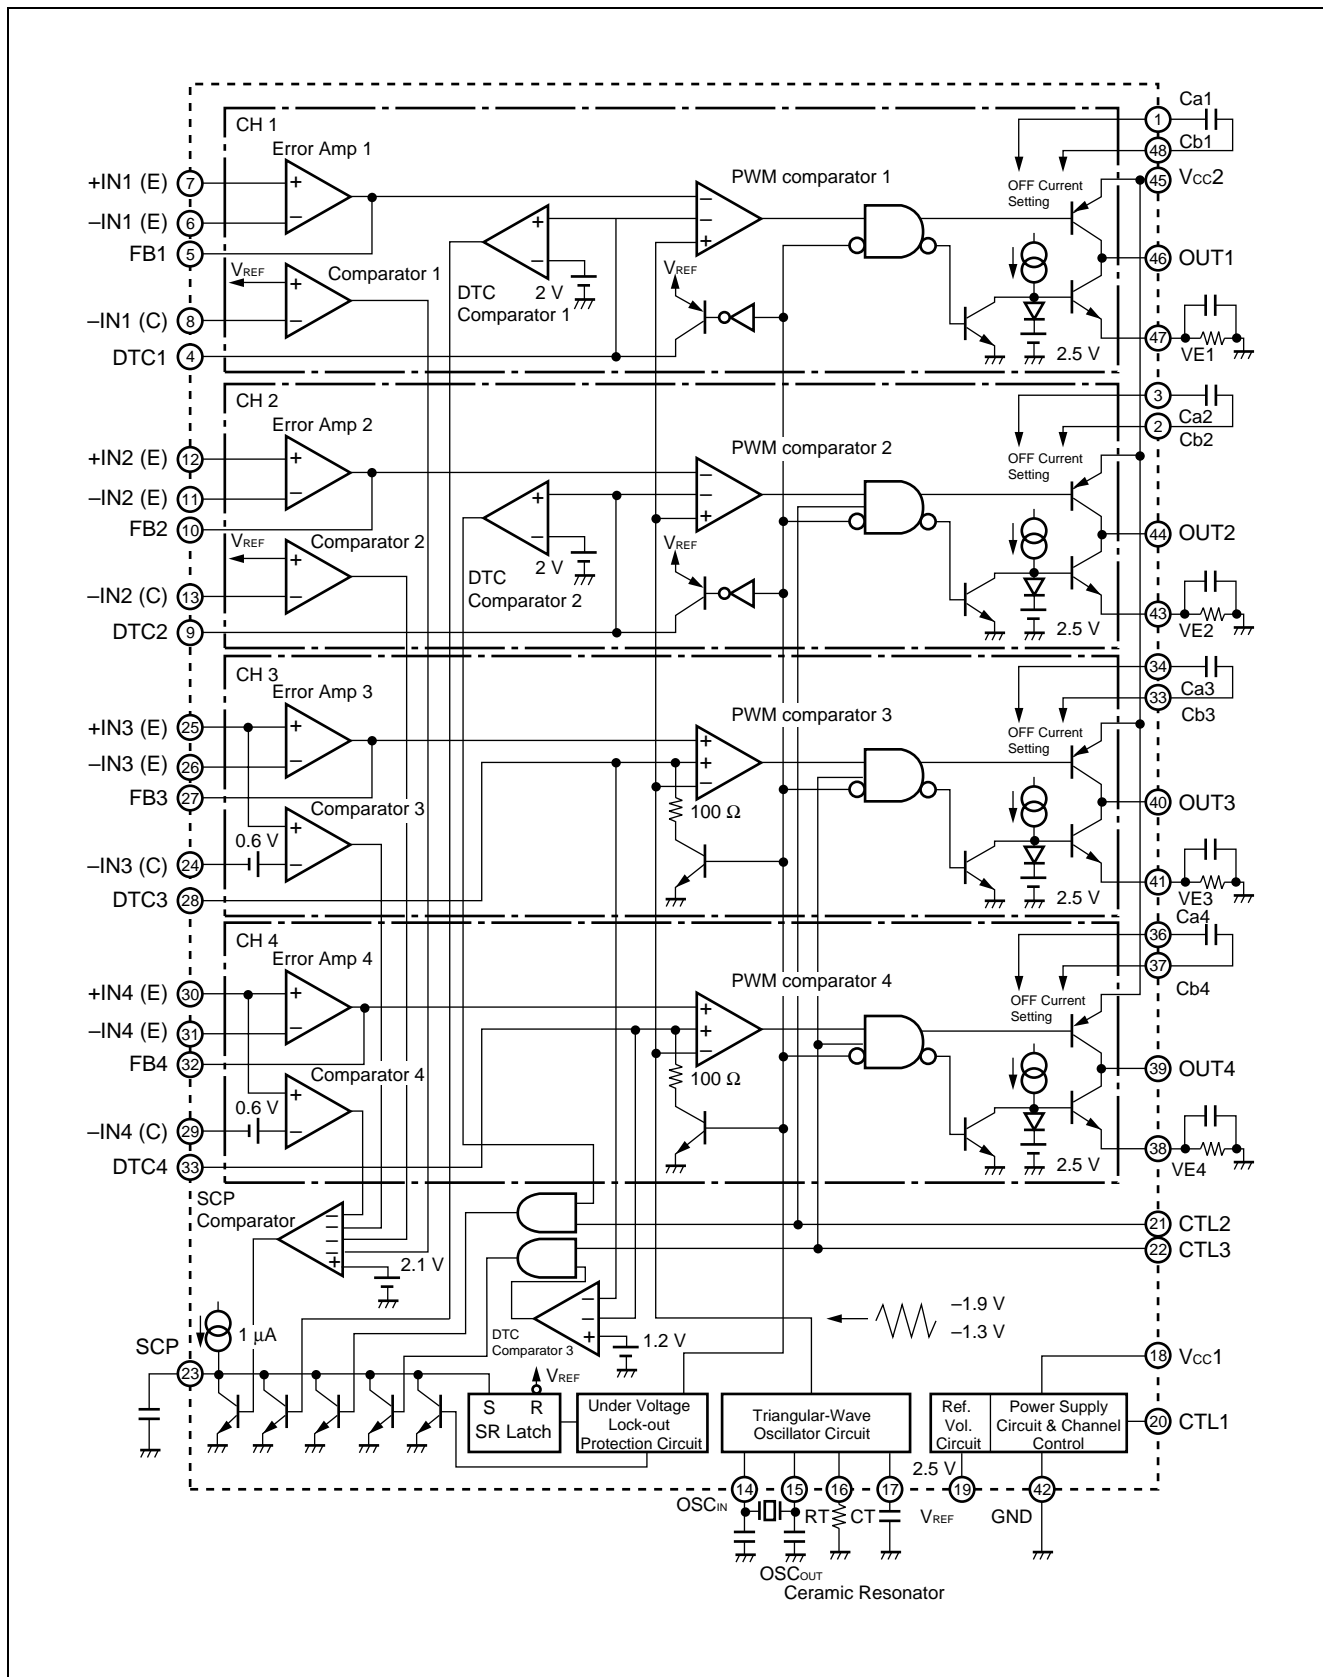 CH 1
Error Amp 1
+IN1 (E) 7
–IN1 (E) 6
FB1 5
VREF
Comparator 1
–IN1 (C) 8
DTC1 4
+
–
+
–
+
–
DTC
Comparator 1
2 V
VREF
PWM comparator 1
–
–
+
OFF Current
Setting
2.5 V
1 Ca1
48 Cb1
45 VCC2
46 OUT1
47 VE1
CH 2
Error Amp 2
+IN2 (E) 12
–IN2 (E) 11
FB2 10
VREF
Comparator 2
–IN2 (C) 13
DTC2 9
+
–
+
–
+
–
DTC
Comparator 2
2 V
VREF
PWM comparator 2
–
–
+
OFF Current
Setting
2.5 V
3 Ca2
2 Cb2
44 OUT2
43 VE2
CH 3
Error Amp 3
+IN3 (E) 25
–IN3 (E) 26
FB3 27
Comparator 3
0.6 V
–IN3 (C) 24
DTC3 28
+
–
+
–
PWM comparator 3
+
+
–
100 Ω
OFF Current
Setting
2.5 V
34 Ca3
33 Cb3
40 OUT3
41 VE3
CH 4
Error Amp 4
+IN4 (E) 30
–IN4 (E) 31
FB4 32
Comparator 4
0.6 V
–IN4 (C) 29
DTC4 33
+
–
+
–
PWM comparator 4
+
+
–
100 Ω
OFF Current
Setting
2.5 V
36 Ca4
37 Cb4
39 OUT4
38 VE4
SCP
Comparator
–
–
–
–
+
2.1 V
21 CTL2
22 CTL3
–
–
+
DTC
Comparator 3
1.2 V
–1.9 V
–1.3 V
1 µA
SCP
23
VREF
S R
SR Latch
Under Voltage
Lock-out
Protection Circuit
Triangular-Wave
Oscillator Circuit
Ref.
Vol.
Circuit
Power Supply
Circuit & Channel
Control
18 VCC1
20 CTL1
2.5 V
14 15 16 17 19 42
OSCIN
RT
CT
VREF
GND
OSCOUT
Ceramic Resonator